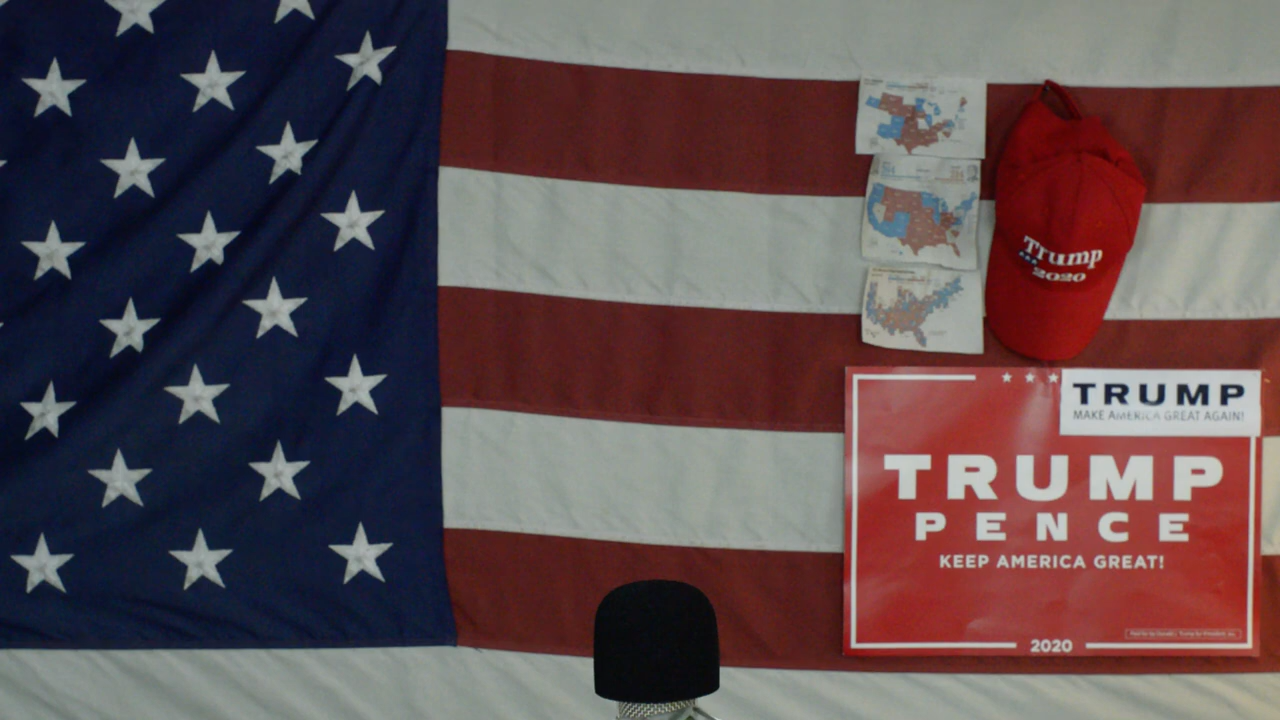 Trump
2020
TRUMP
MAKE AMERICA GREAT AGAIN!
TRUMP
PENCE
KEEP AMERICA GREAT!
2020